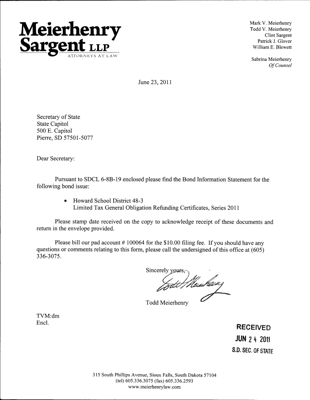 Meierhenry
Sargent LLP
ATTORNEYS AT LAW
Mark V. Meierhenry
Todd V. Meierhenry
Clint Sargent
Patrick J. Glover
William E. Blewett
Sabrina Meierhenry
Of Counsel
June 23, 2011
Secretary of State
State Capitol
500 E. Capitol
Pierre, SD 57501-5077
Dear Secretary:
Pursuant to SDCL 6-8B-19 enclosed please find the Bond Information Statement for the
following bond issue:
• Howard School District 48-3
Limited Tax General Obligation Refunding Certificates, Series 2011
Please stamp date received on the copy to acknowledge receipt of these documents and
return in the envelope provided.
Please bill our pad account # 100064 for the $10.00 filing fee. If you should have any
questions or comments relating to this form, please call the undersigned of this office at (605)
336-3075.
Sincerely yours,
Todd Meierhenry
Todd Meierhenry
TVM:dm
Encl.
RECEIVED
JUN 24 2011
S.D. SEC. OF STATE
315 South Phillips Avenue, Sioux Falls, South Dakota 57104
(tel) 605.336.3075 (fax) 605.336.2593
www.meierhenrylaw.com